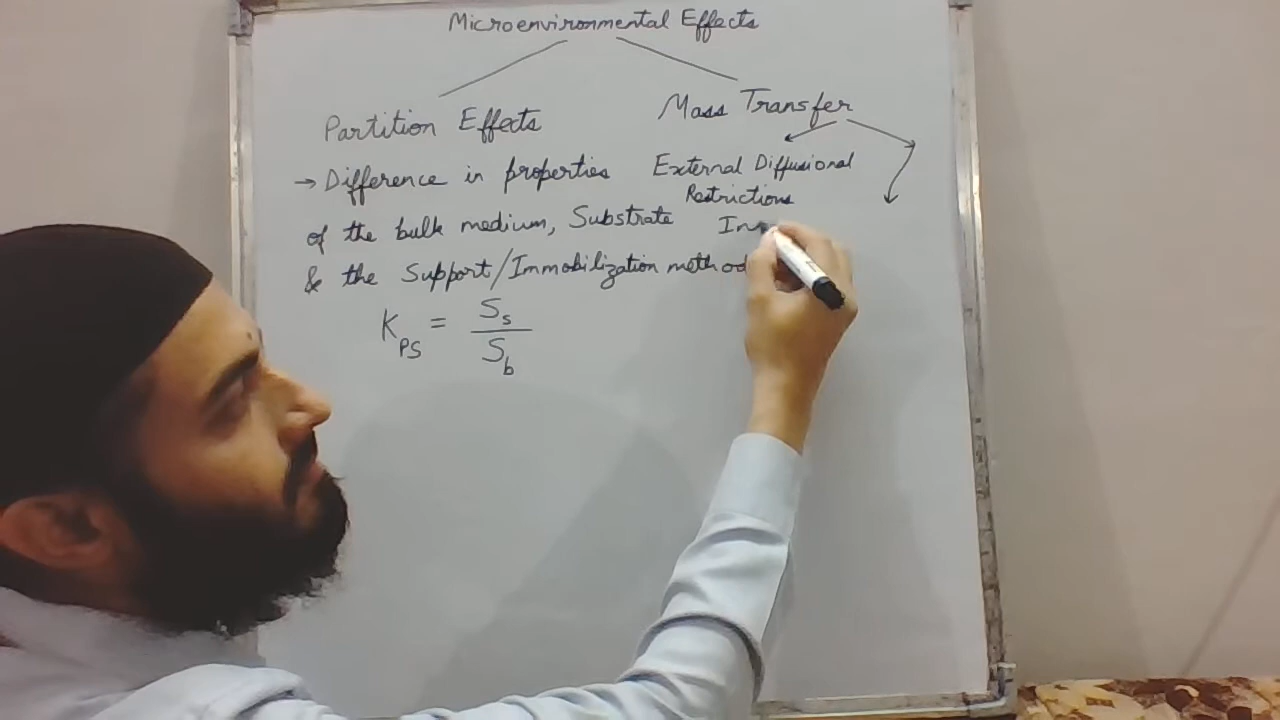 Microenvironmental Effects
Partition Effects
→ Difference in properties
of the bulk medium, Substrate
& the Support/Immobilization method
K_PS = S_s / S_b
Mass Transfer
External Diffusional
Restrictions